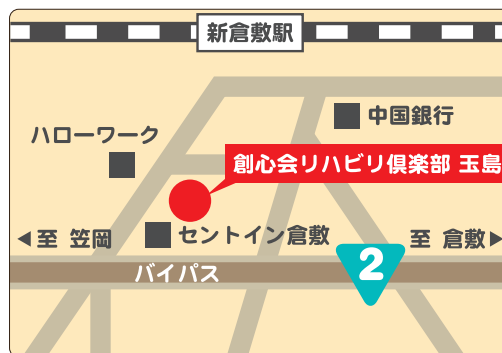 新倉敷駅
中国銀行
ハローワーク
創心会リハビリ倶楽部 玉島
セントイン倉敷
◀至 笠岡
至 倉敷▶
2
バイパス